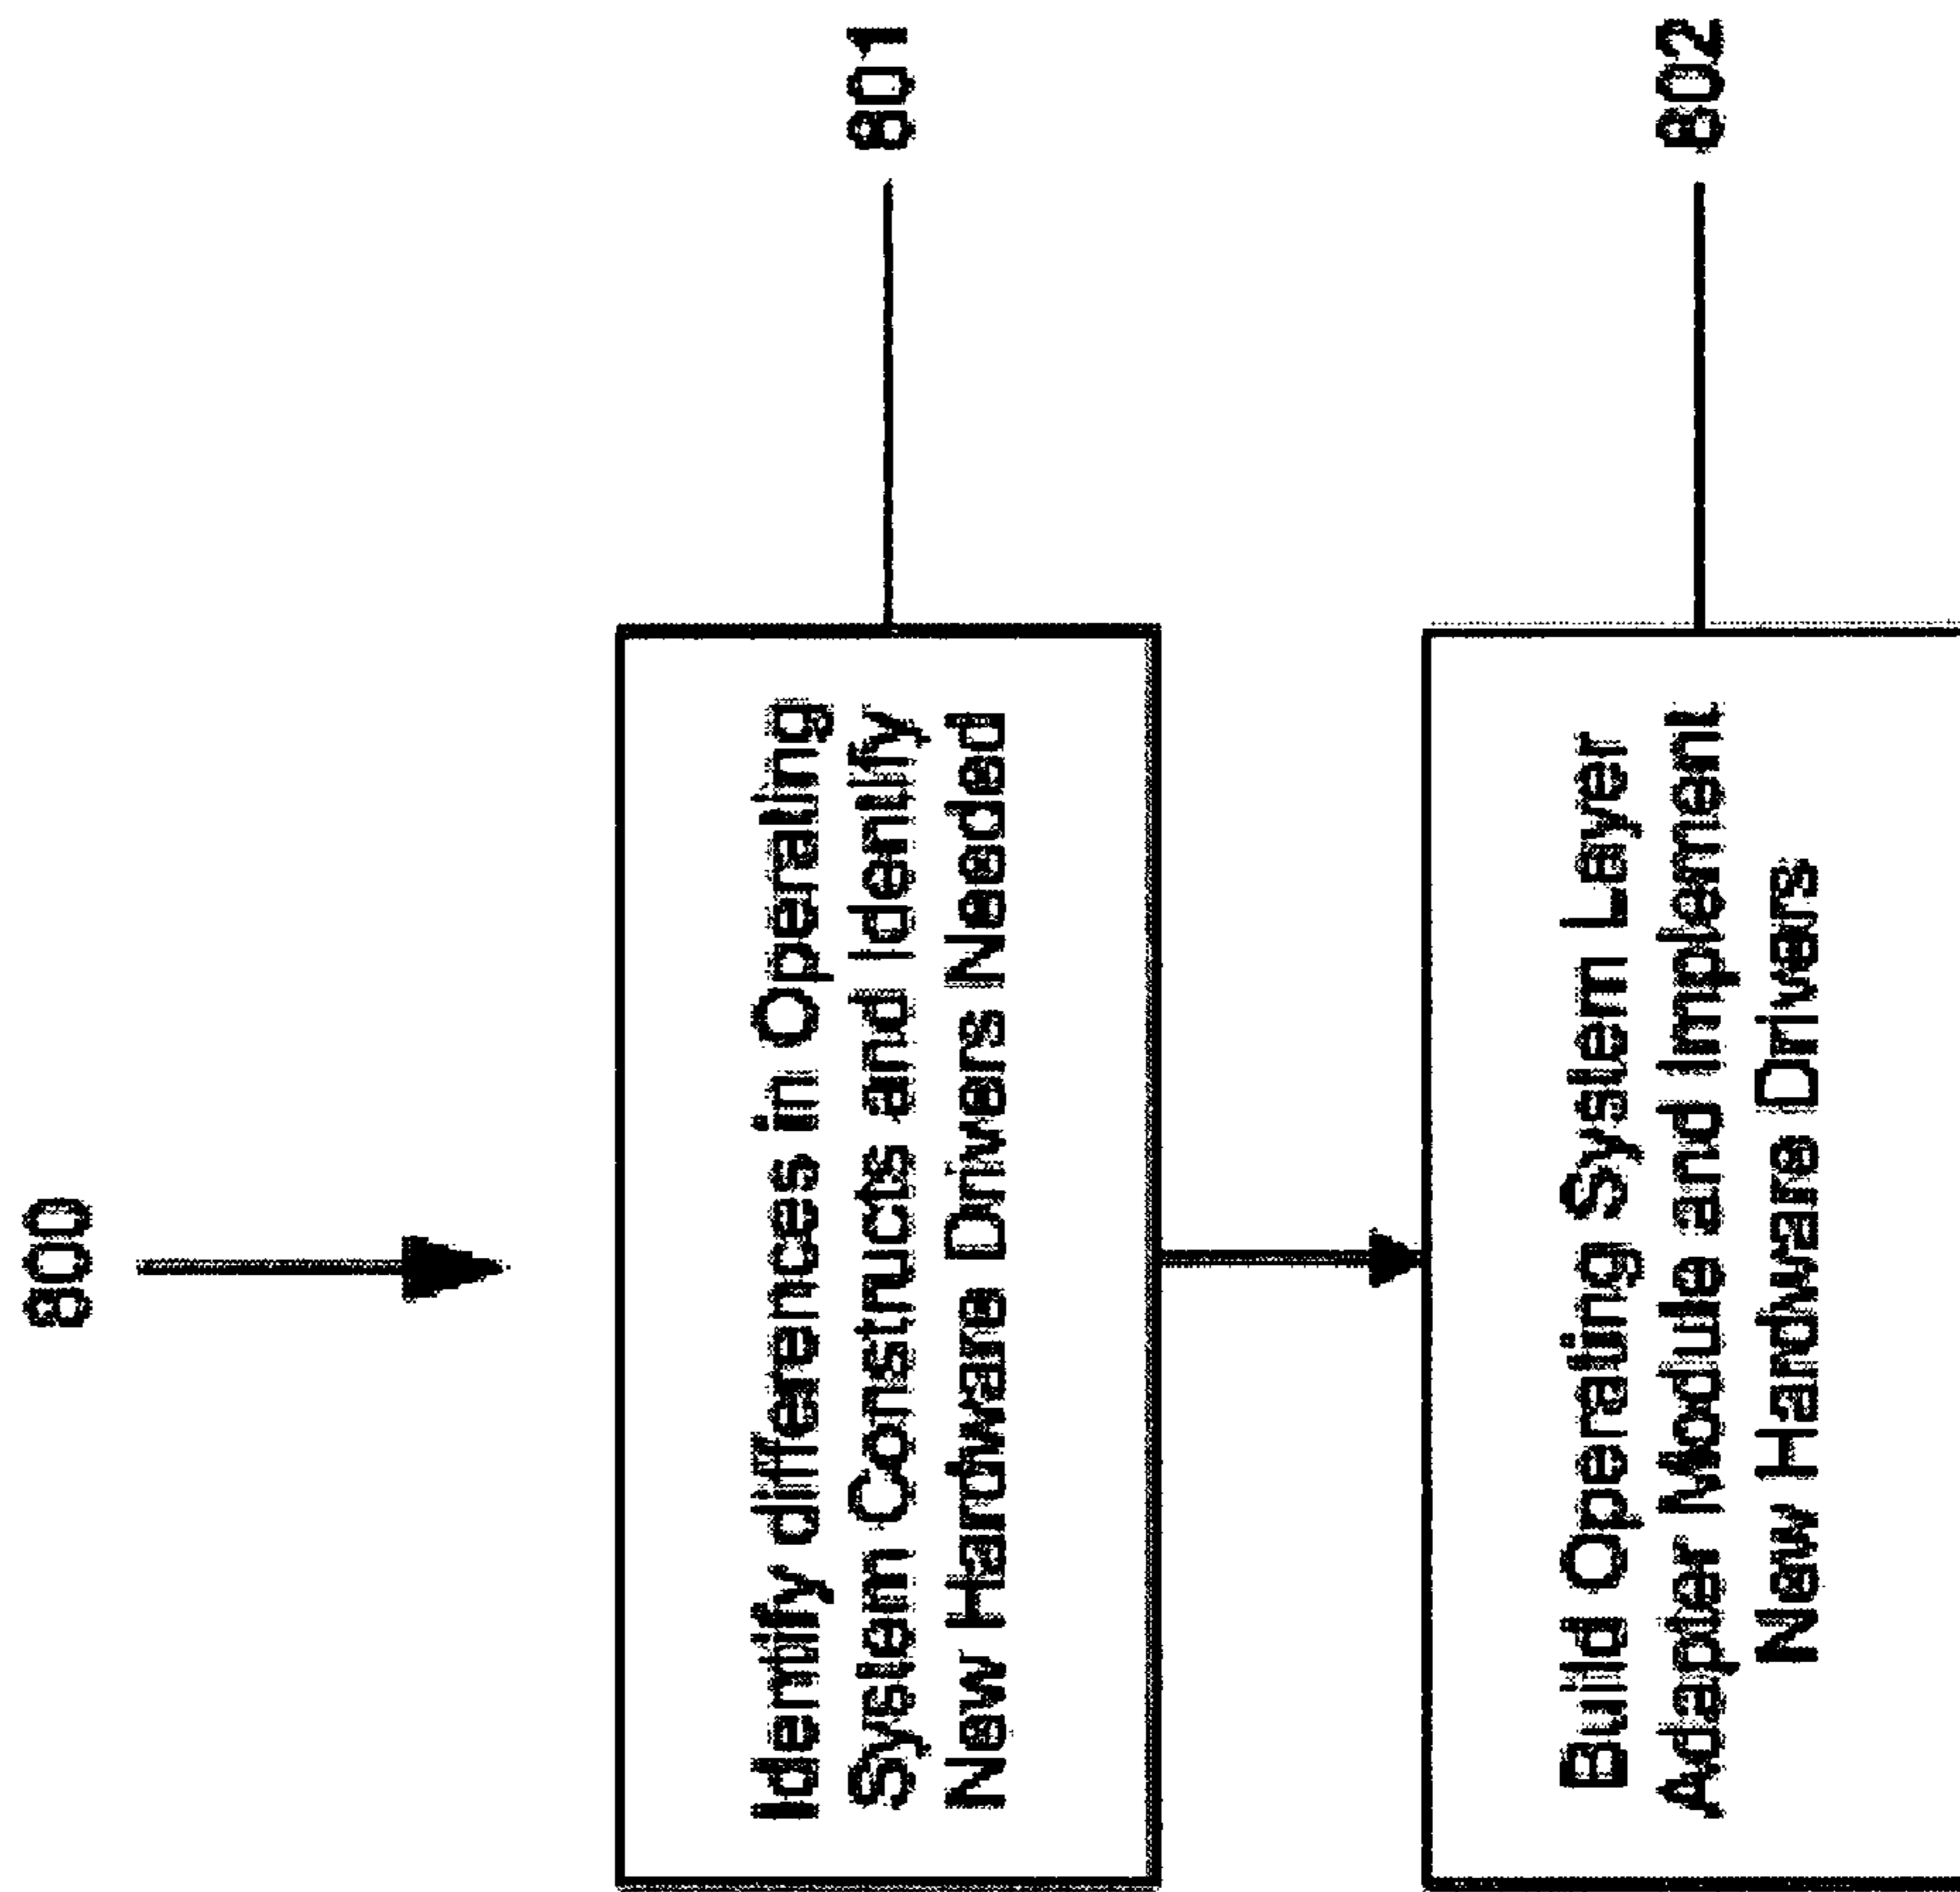 800
Identify differences in Operating
System Constructs and Identify
New Hardware Drivers Needed
801
Build Operating System Layer
Adapter Module and Implement
New Hardware Drivers
802